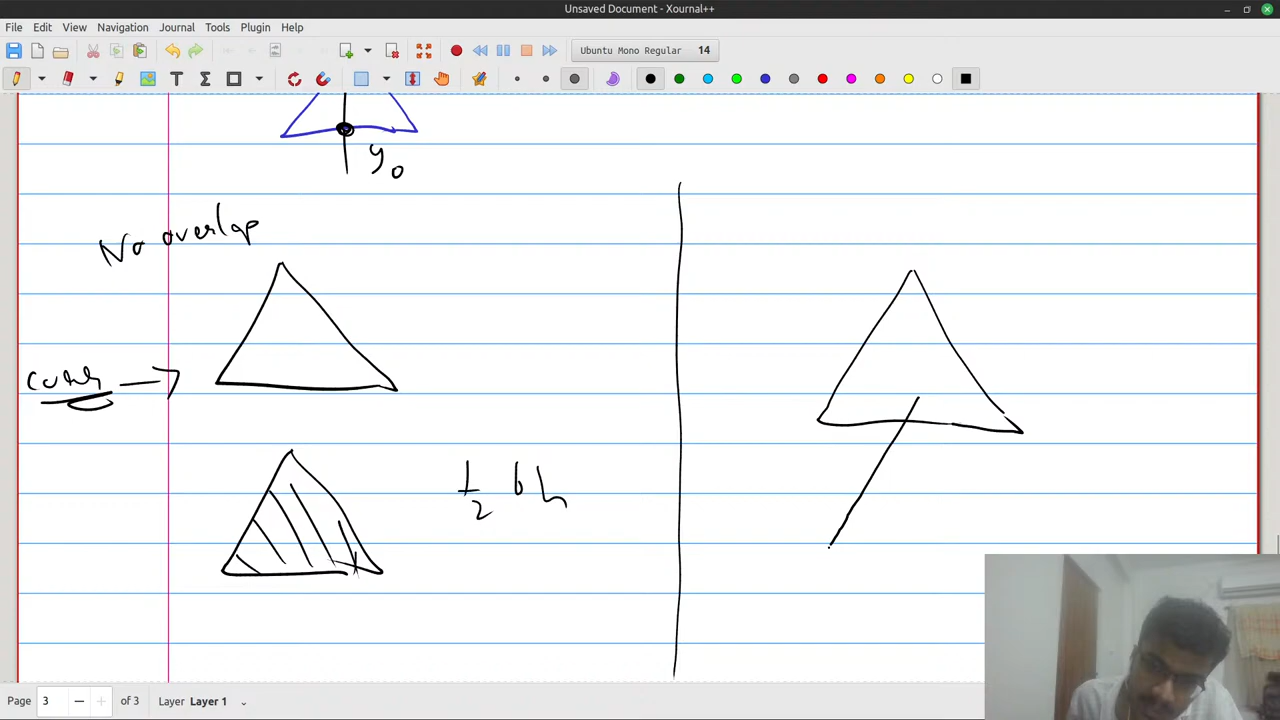 Unsaved Document - Xournal++
File Edit View Navigation Journal Tools Plugin Help
Ubuntu Mono Regular 14
y0
No overlap
1/2 bh
Page 3 of 3 Layer Layer 1